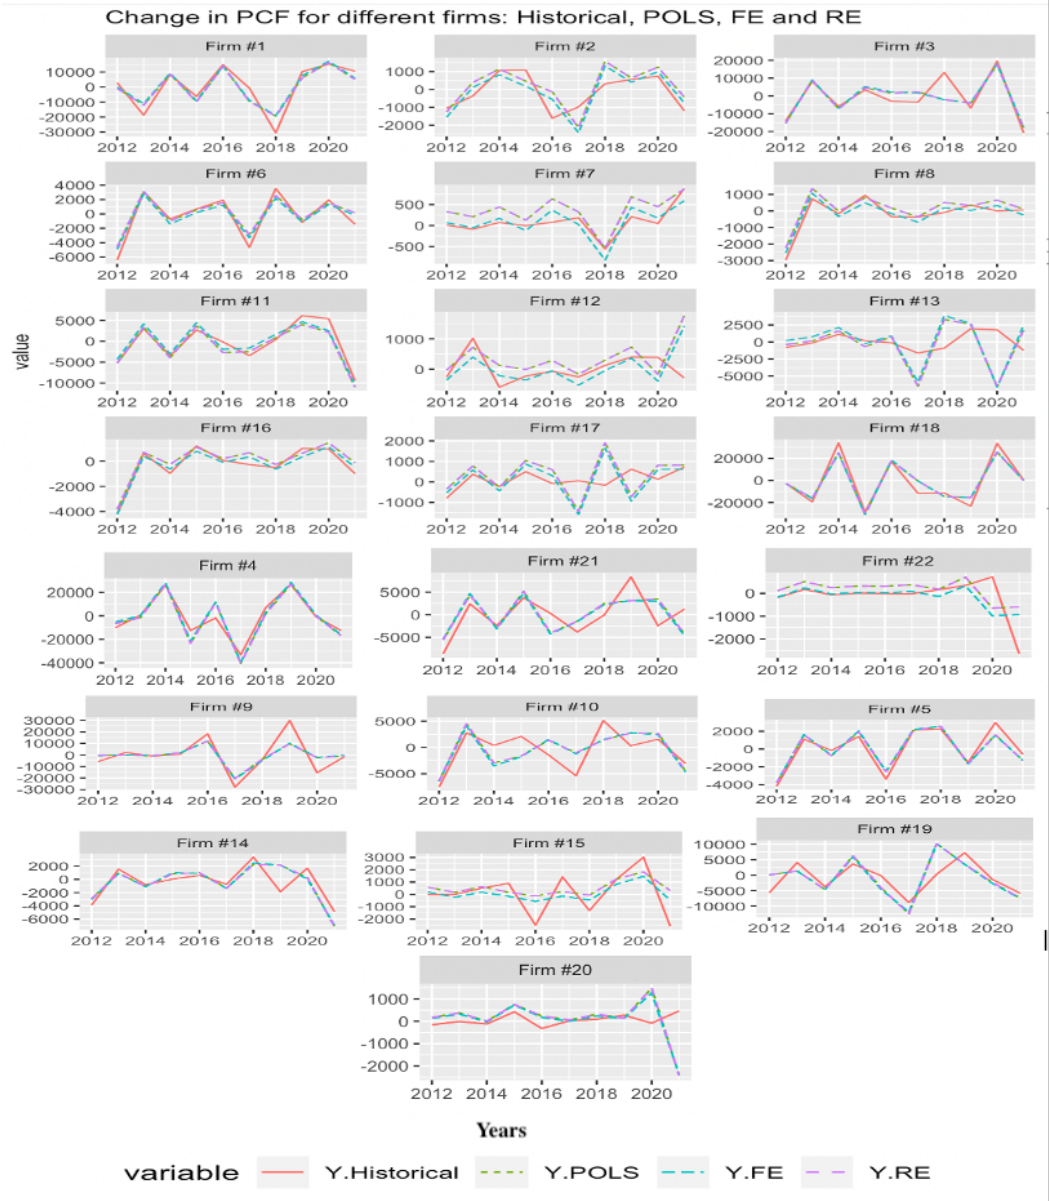 Change in PCF for different firms: Historical, POLS, FE and RE
Firm #1
10000
0
-10000
-20000
-30000
2012 2014 2016 2018 2020
Firm #2
1000
0
-1000
-2000
2012 2014 2016 2018 2020
Firm #3
20000
10000
0
-10000
-20000
2012 2014 2016 2018 2020
Firm #6
4000
2000
0
-2000
-4000
-6000
2012 2014 2016 2018 2020
Firm #7
500
0
-500
2012 2014 2016 2018 2020
Firm #8
1000
0
-1000
-2000
-3000
2012 2014 2016 2018 2020
value
Firm #11
5000
0
-5000
-10000
2012 2014 2016 2018 2020
Firm #12
1000
0
2012 2014 2016 2018 2020
Firm #13
2500
0
-2500
-5000
2012 2014 2016 2018 2020
Firm #16
0
-2000
-4000
2012 2014 2016 2018 2020
Firm #17
2000
1000
0
-1000
2012 2014 2016 2018 2020
Firm #18
20000
0
-20000
2012 2014 2016 2018 2020
Firm #4
20000
0
-20000
-40000
2012 2014 2016 2018 2020
Firm #21
5000
0
-5000
2012 2014 2016 2018 2020
Firm #22
0
-1000
-2000
2012 2014 2016 2018 2020
Firm #9
30000
20000
10000
0
-10000
-20000
-30000
2012 2014 2016 2018 2020
Firm #10
5000
0
-5000
2012 2014 2016 2018 2020
Firm #5
2000
0
-2000
-4000
2012 2014 2016 2018 2020
Firm #14
2000
0
-2000
-4000
-6000
2012 2014 2016 2018 2020
Firm #15
3000
2000
1000
0
-1000
-2000
2012 2014 2016 2018 2020
Firm #19
10000
5000
0
-5000
-10000
2012 2014 2016 2018 2020
Firm #20
1000
0
-1000
-2000
2012 2014 2016 2018 2020
Years
variable Y.Historical Y.POLS Y.FE Y.RE